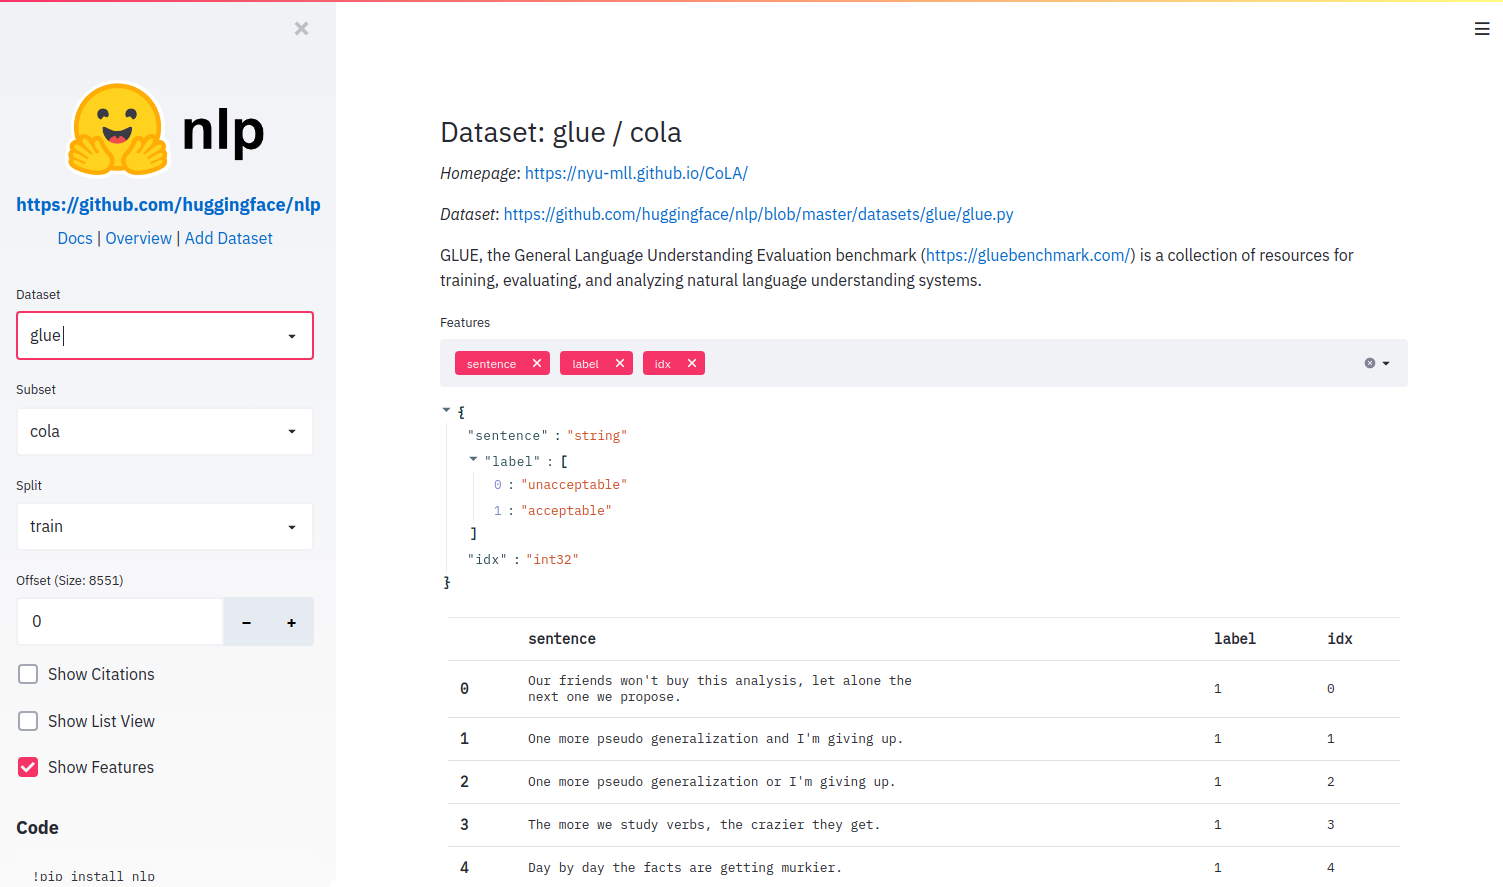 nlp
https://github.com/huggingface/nlp
Docs | Overview | Add Dataset
Dataset
glue
Subset
cola
Split
train
Offset (Size: 8551)
0
- +
Show Citations
Show List View
Show Features
Code
!pip install nlp
Dataset: glue / cola
Homepage: https://nyu-mll.github.io/CoLA/
Dataset: https://github.com/huggingface/nlp/blob/master/datasets/glue/glue.py
GLUE, the General Language Understanding Evaluation benchmark (https://gluebenchmark.com/) is a collection of resources for
training, evaluating, and analyzing natural language understanding systems.
Features
sentence × label × idx ×
{
"sentence" : "string"
"label" : [
0 : "unacceptable"
1 : "acceptable"
]
"idx" : "int32"
}
sentence label idx
0 Our friends won't buy this analysis, let alone the
next one we propose. 1 0
1 One more pseudo generalization and I'm giving up. 1 1
2 One more pseudo generalization or I'm giving up. 1 2
3 The more we study verbs, the crazier they get. 1 3
4 Day by day the facts are getting murkier. 1 4